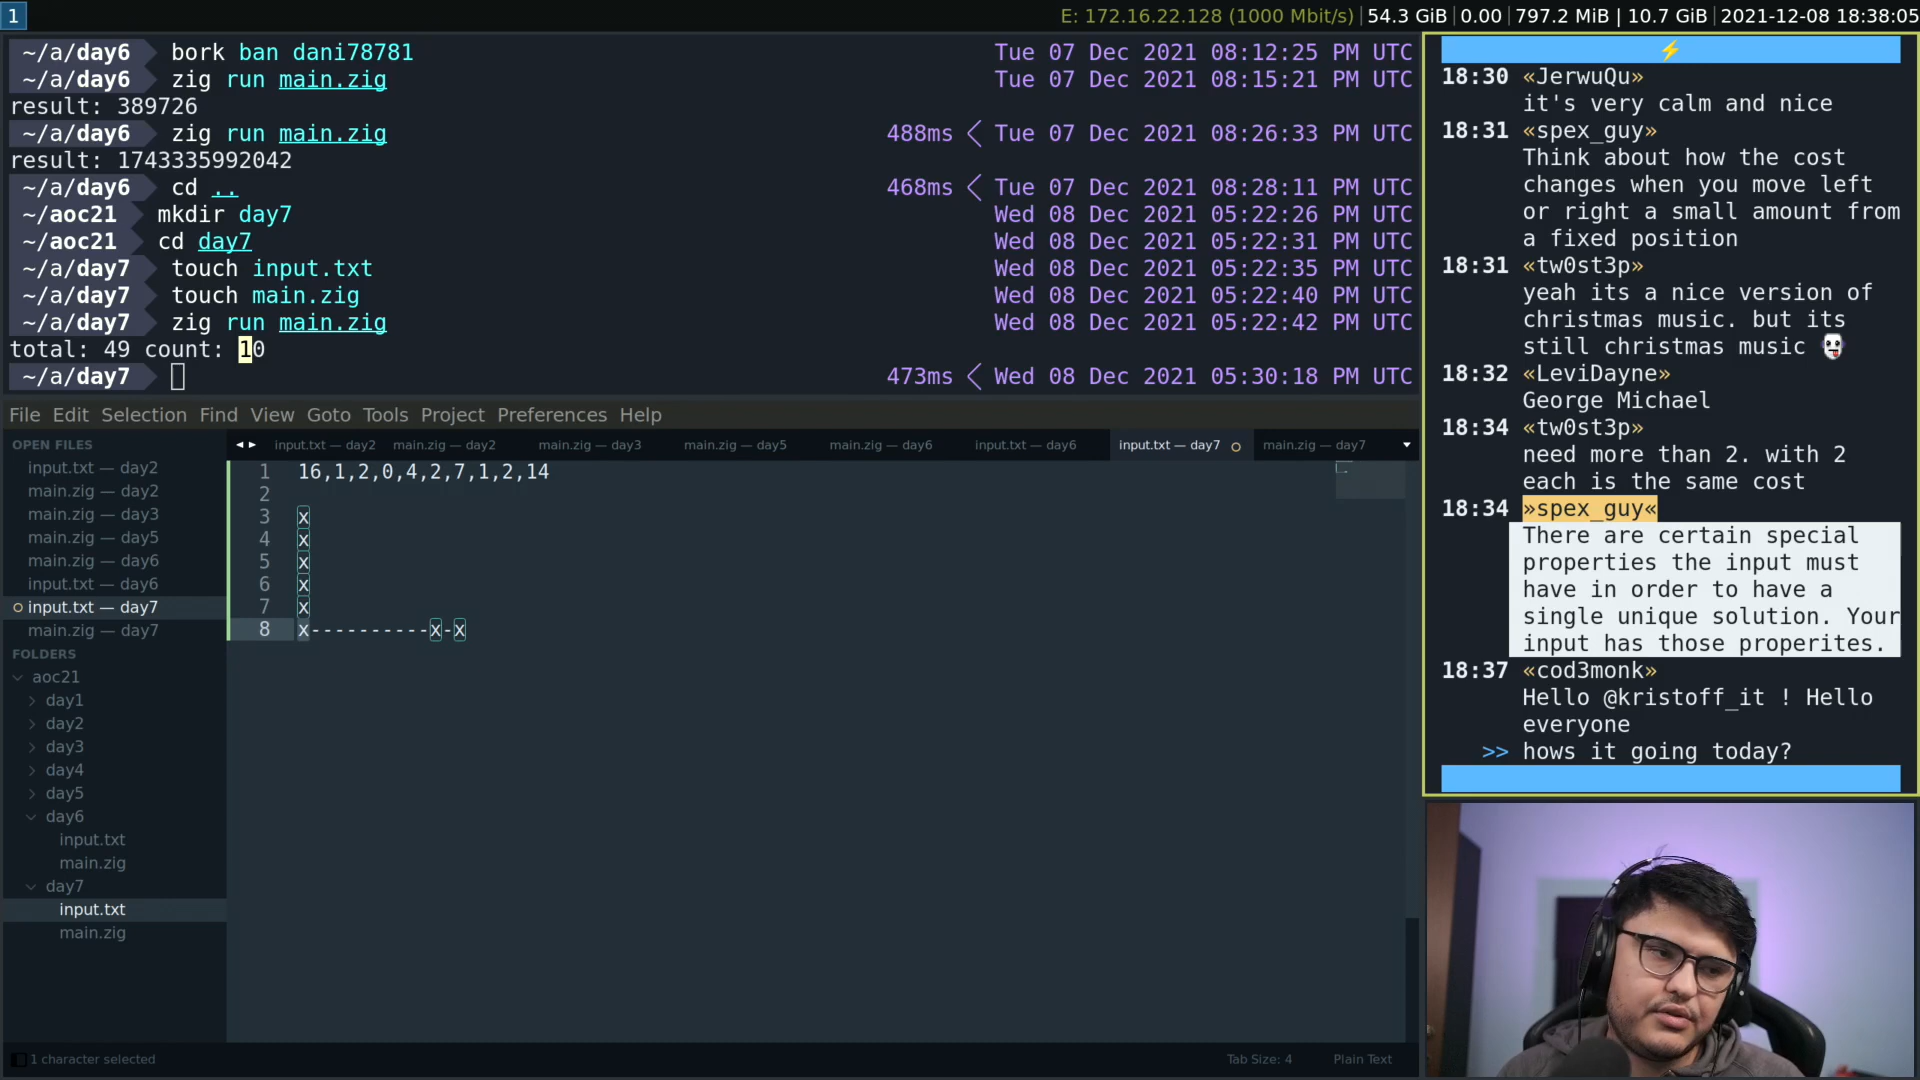 1
E: 172.16.22.128 (1000 Mbit/s)|54.3 GiB|0.00|797.2 MiB | 10.7 GiB|2021-12-08 18:38:05
~/a/day6 bork ban dani78781 Tue 07 Dec 2021 08:12:25 PM UTC
~/a/day6 zig run main.zig Tue 07 Dec 2021 08:15:21 PM UTC
result: 389726
~/a/day6 zig run main.zig 488ms < Tue 07 Dec 2021 08:26:33 PM UTC
result: 1743335992042
~/a/day6 cd .. 468ms < Tue 07 Dec 2021 08:28:11 PM UTC
~/aoc21 mkdir day7 Wed 08 Dec 2021 05:22:26 PM UTC
~/aoc21 cd day7 Wed 08 Dec 2021 05:22:31 PM UTC
~/a/day7 touch input.txt Wed 08 Dec 2021 05:22:35 PM UTC
~/a/day7 touch main.zig Wed 08 Dec 2021 05:22:40 PM UTC
~/a/day7 zig run main.zig Wed 08 Dec 2021 05:22:42 PM UTC
total: 49 count: 10
~/a/day7 473ms < Wed 08 Dec 2021 05:30:18 PM UTC
File Edit Selection Find View Goto Tools Project Preferences Help
OPEN FILES
input.txt — day2
main.zig — day2
main.zig — day3
main.zig — day5
main.zig — day6
input.txt — day6
input.txt — day7
main.zig — day7
FOLDERS
aoc21
day1
day2
day3
day4
day5
day6
input.txt
main.zig
day7
input.txt
main.zig
input.txt — day2 main.zig — day2 main.zig — day3 main.zig — day5 main.zig — day6 input.txt — day6 input.txt — day7 main.zig — day7
1 16,1,2,0,4,2,7,1,2,14
2
3 x
4 x
5 x
6 x
7 x
8 x----------x-x
1 character selected
Tab Size: 4 Plain Text
18:30 «JerwuQu»
it's very calm and nice
18:31 «spex_guy»
Think about how the cost
changes when you move left
or right a small amount from
a fixed position
18:31 «tw0st3p»
yeah its a nice version of
christmas music. but its
still christmas music
18:32 «LeviDayne»
George Michael
18:34 «tw0st3p»
need more than 2. with 2
each is the same cost
18:34 »spex_guy«
There are certain special
properties the input must
have in order to have a
single unique solution. Your
input has those properites.
18:37 «cod3monk»
Hello @kristoff_it ! Hello
everyone
>> hows it going today?